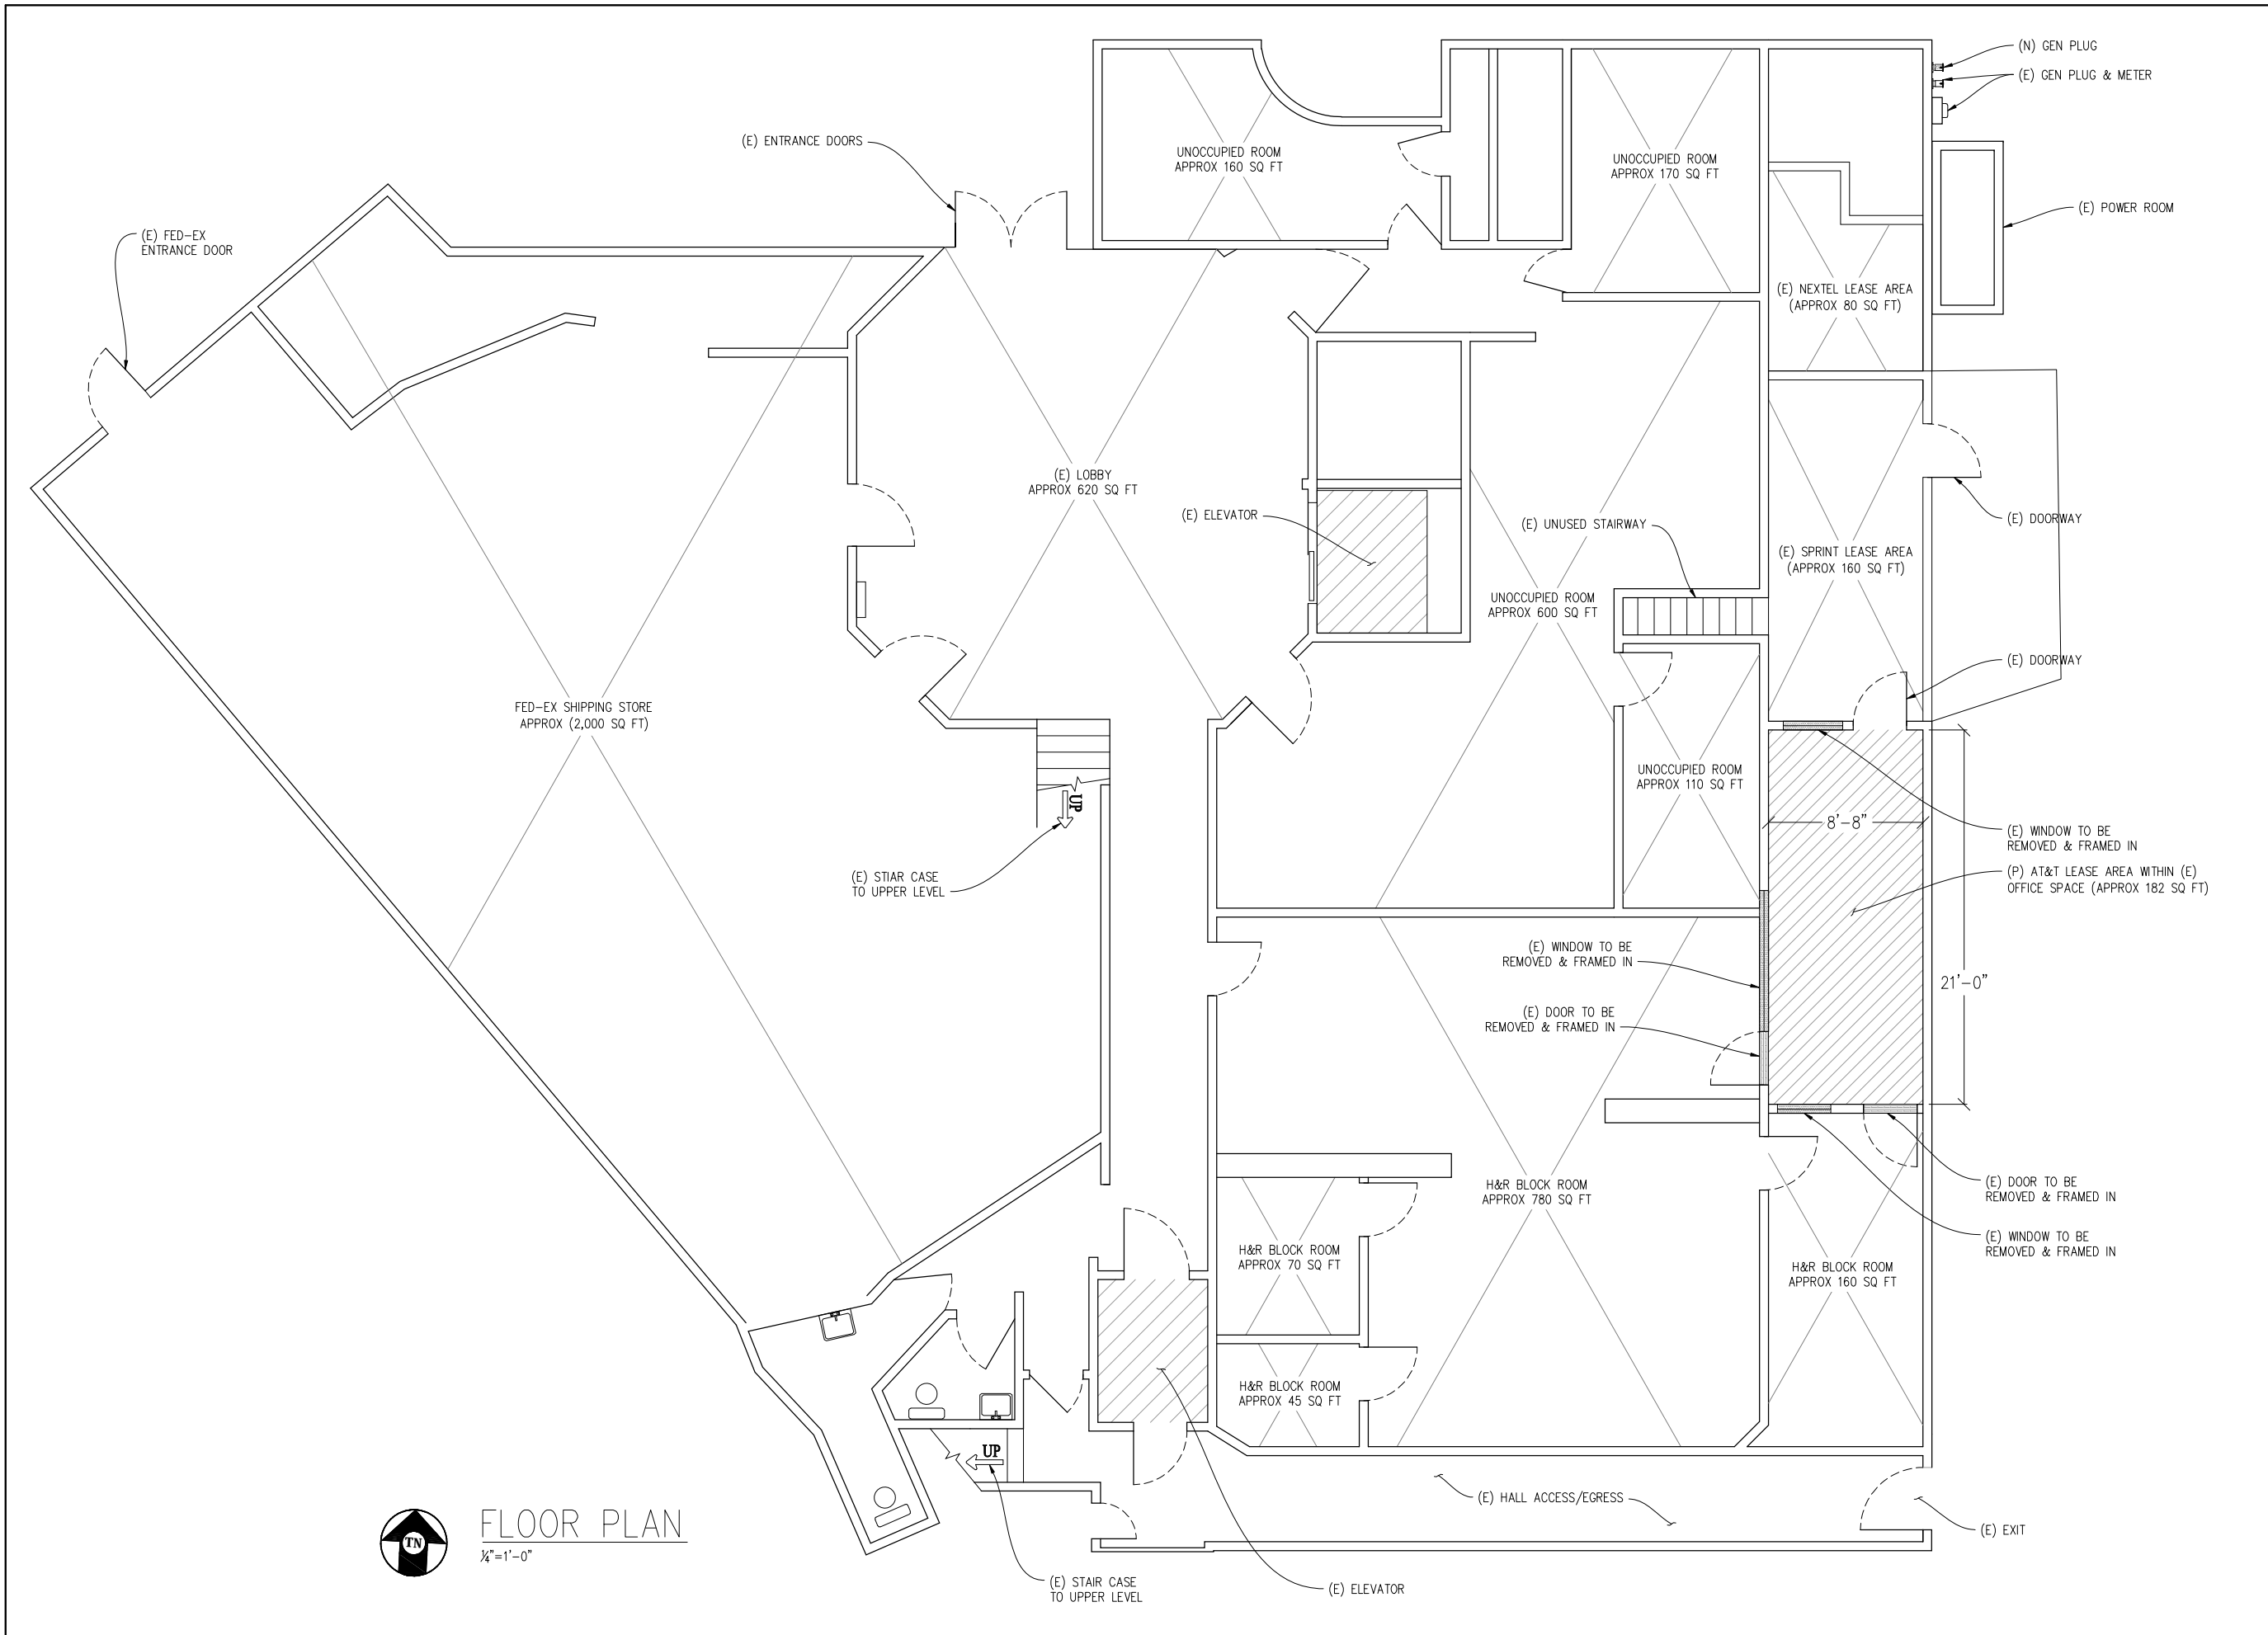 (N) GEN PLUG
(E) GEN PLUG & METER
(E) ENTRANCE DOORS
UNOCCUPIED ROOM
APPROX 160 SQ FT
UNOCCUPIED ROOM
APPROX 170 SQ FT
(E) POWER ROOM
(E) FED-EX
ENTRANCE DOOR
(E) NEXTEL LEASE AREA
(APPROX 80 SQ FT)
(E) LOBBY
APPROX 620 SQ FT
(E) ELEVATOR
(E) UNUSED STAIRWAY
(E) DOORWAY
(E) SPRINT LEASE AREA
(APPROX 160 SQ FT)
UNOCCUPIED ROOM
APPROX 600 SQ FT
(E) DOORWAY
FED-EX SHIPPING STORE
APPROX (2,000 SQ FT)
UNOCCUPIED ROOM
APPROX 110 SQ FT
UP
8'-8"
(E) WINDOW TO BE
REMOVED & FRAMED IN
(E) STIAR CASE
TO UPPER LEVEL
(P) AT&T LEASE AREA WITHIN (E)
OFFICE SPACE (APPROX 182 SQ FT)
(E) WINDOW TO BE
REMOVED & FRAMED IN
21'-0"
(E) DOOR TO BE
REMOVED & FRAMED IN
H&R BLOCK ROOM
APPROX 780 SQ FT
(E) DOOR TO BE
REMOVED & FRAMED IN
(E) WINDOW TO BE
REMOVED & FRAMED IN
H&R BLOCK ROOM
APPROX 70 SQ FT
H&R BLOCK ROOM
APPROX 160 SQ FT
H&R BLOCK ROOM
APPROX 45 SQ FT
UP
(E) HALL ACCESS/EGRESS
(E) EXIT
TN
FLOOR PLAN
¼"=1'-0"
(E) STAIR CASE
TO UPPER LEVEL
(E) ELEVATOR